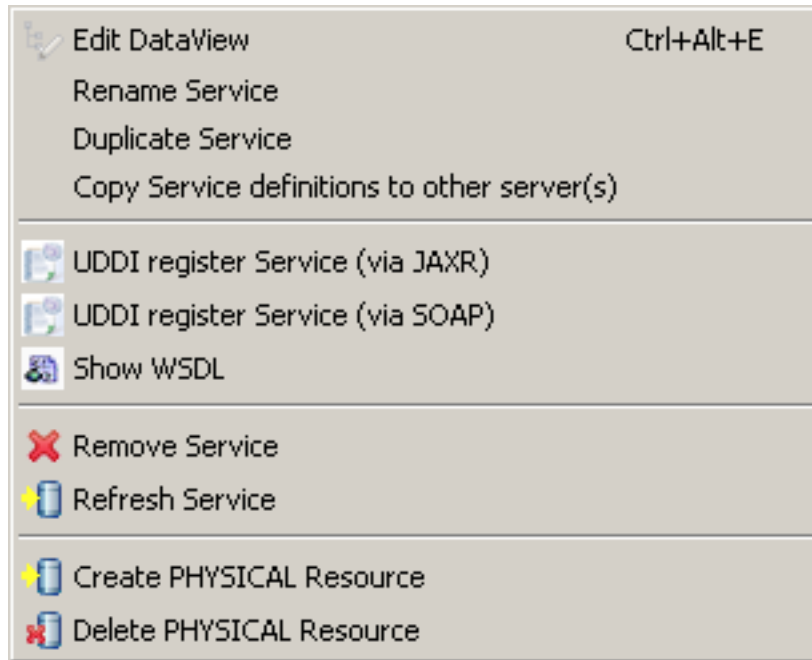 Edit DataView Ctrl+Alt+E
Rename Service
Duplicate Service
Copy Service definitions to other server(s)
UDDI register Service (via JAXR)
UDDI register Service (via SOAP)
Show WSDL
Remove Service
Refresh Service
Create PHYSICAL Resource
Delete PHYSICAL Resource